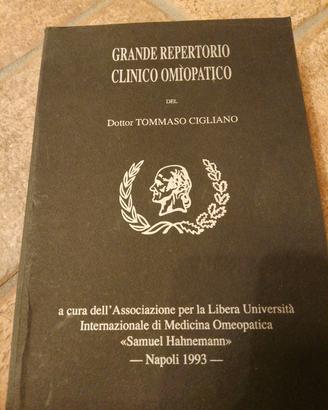 GRANDE REPERTORIO
CLINICO OMIOPATICO
DEL
Dottor TOMMASO CIGLIANO
a cura dell'Associazione per la Libera Università
Internazionale di Medicina Omeopatica
«Samuel Hahnemann»
— Napoli 1993 —